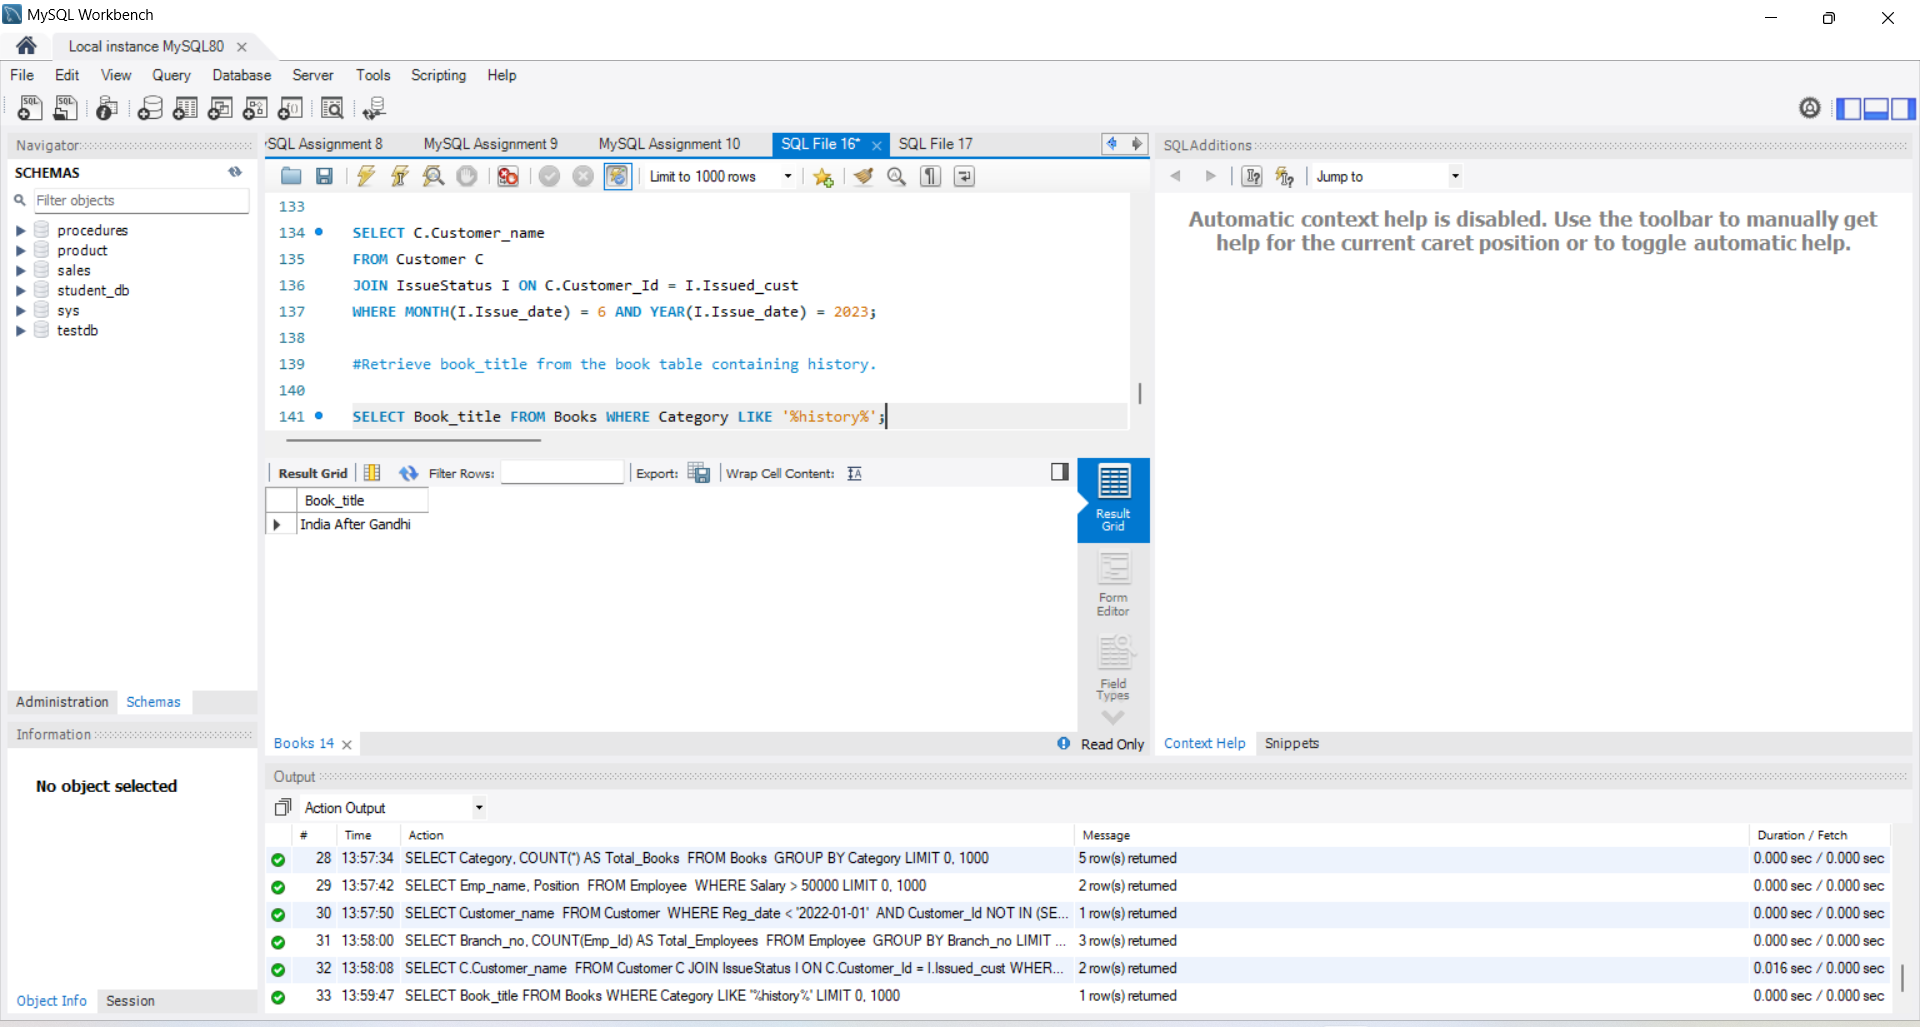 MySQL Workbench
Local instance MySQL80
File Edit View Query Database Server Tools Scripting Help
Navigator
SCHEMAS
Filter objects
procedures
product
sales
student_db
sys
testdb
Administration Schemas
Information
No object selected
Object Info Session
SQL Assignment 8 MySQL Assignment 9 MySQL Assignment 10 SQL File 16* SQL File 17
Limit to 1000 rows
133
134 SELECT C.Customer_name
135 FROM Customer C
136 JOIN IssueStatus I ON C.Customer_Id = I.Issued_cust
137 WHERE MONTH(I.Issue_date) = 6 AND YEAR(I.Issue_date) = 2023;
138
139 #Retrieve book_title from the book table containing history.
140
141 SELECT Book_title FROM Books WHERE Category LIKE '%history%';
Result Grid Filter Rows: Export: Wrap Cell Content:
Book_title
India After Gandhi
Result Grid
Form Editor
Field Types
Books 14 Read Only
SQLAdditions
Jump to
Automatic context help is disabled. Use the toolbar to manually get
help for the current caret position or to toggle automatic help.
Context Help Snippets
Output
Action Output
# Time Action Message Duration / Fetch
28 13:57:34 SELECT Category, COUNT(*) AS Total_Books FROM Books GROUP BY Category LIMIT 0, 1000 5 row(s) returned 0.000 sec / 0.000 sec
29 13:57:42 SELECT Emp_name, Position FROM Employee WHERE Salary > 50000 LIMIT 0, 1000 2 row(s) returned 0.000 sec / 0.000 sec
30 13:57:50 SELECT Customer_name FROM Customer WHERE Reg_date < '2022-01-01' AND Customer_Id NOT IN (SE... 1 row(s) returned 0.000 sec / 0.000 sec
31 13:58:00 SELECT Branch_no, COUNT(Emp_Id) AS Total_Employees FROM Employee GROUP BY Branch_no LIMIT ... 3 row(s) returned 0.000 sec / 0.000 sec
32 13:58:08 SELECT C.Customer_name FROM Customer C JOIN IssueStatus I ON C.Customer_Id = I.Issued_cust WHER... 2 row(s) returned 0.016 sec / 0.000 sec
33 13:59:47 SELECT Book_title FROM Books WHERE Category LIKE '%history%' LIMIT 0, 1000 1 row(s) returned 0.000 sec / 0.000 sec